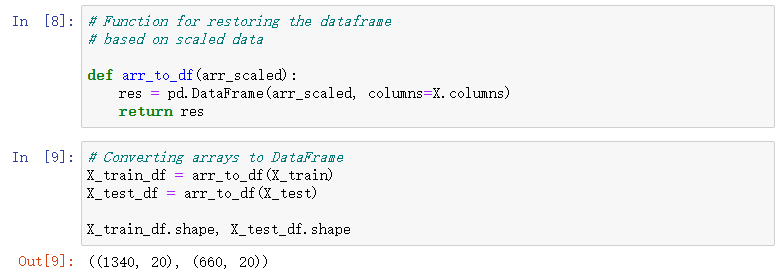 In [8]:
# Function for restoring the dataframe
# based on scaled data
def arr_to_df(arr_scaled):
    res = pd.DataFrame(arr_scaled, columns=X.columns)
    return res
In [9]:
# Converting arrays to DataFrame
X_train_df = arr_to_df(X_train)
X_test_df = arr_to_df(X_test)
X_train_df.shape, X_test_df.shape
Out[9]: ((1340, 20), (660, 20))